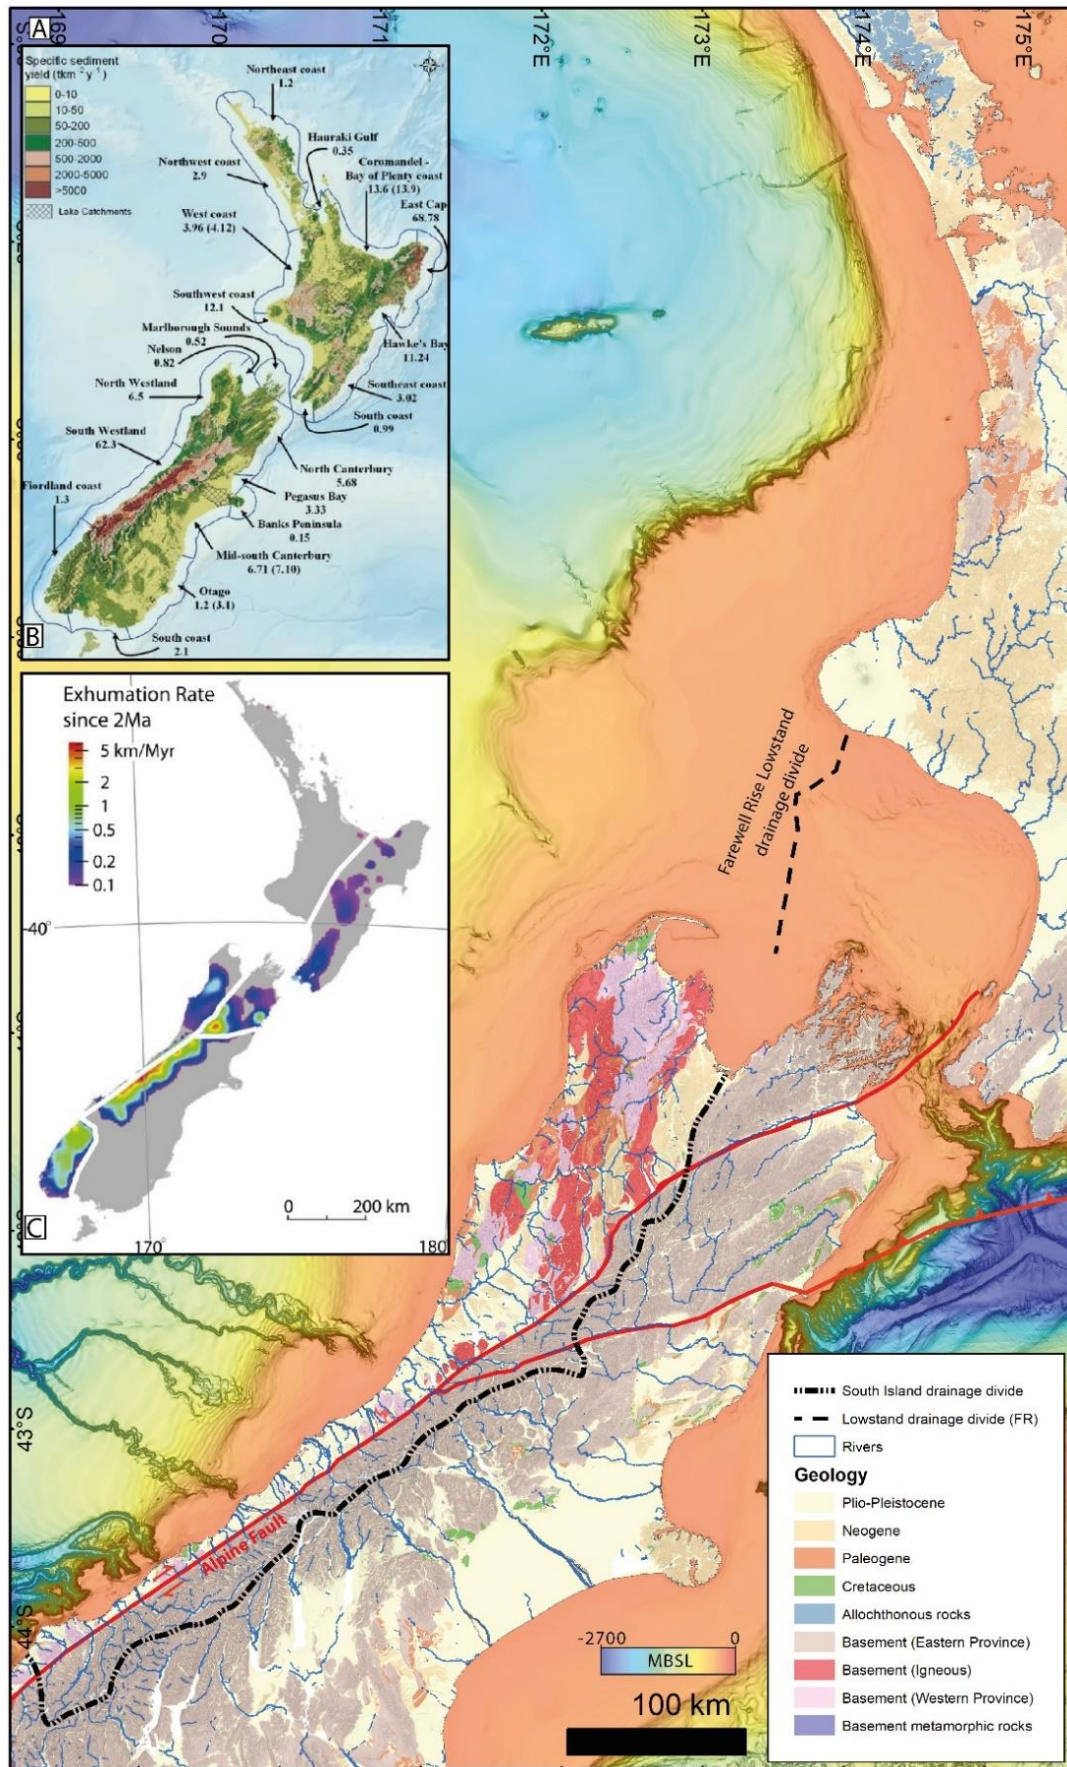 A
169
170
171
172°E
173°E
174°E
175°E
Specific sediment
yield (tkm⁻² y⁻¹)
0-10
10-50
50-200
200-500
500-2000
2000-5000
>5000
Lake Catchments
Northeast coast
1.2
Hauraki Gulf
0.35
Northwest coast
2.9
Coromandel -
Bay of Plenty coast
13.6 (13.9)
East Cap
68.78
West coast
3.96 (4.12)
Southwest coast
12.1
Marlborough Sounds
0.52
Nelson
0.82
Hawke's Bay
11.24
North Westland
6.5
Southeast coast
3.02
South coast
0.99
South Westland
62.3
North Canterbury
5.68
Fiordland coast
1.3
Pegasus Bay
3.33
Banks Peninsula
0.15
Mid-south Canterbury
6.71 (7.10)
Otago
1.2 (3.1)
South coast
2.1
B
Exhumation Rate
since 2Ma
5 km/Myr
2
1
0.5
0.2
0.1
-40°
0 200 km
170°
180
C
Farewell Rise Lowstand
drainage divide
Alpine Fault
43°S
44°S
-2700 0
MBSL
100 km
South Island drainage divide
Lowstand drainage divide (FR)
Rivers
Geology
Plio-Pleistocene
Neogene
Paleogene
Cretaceous
Allochthonous rocks
Basement (Eastern Province)
Basement (Igneous)
Basement (Western Province)
Basement metamorphic rocks